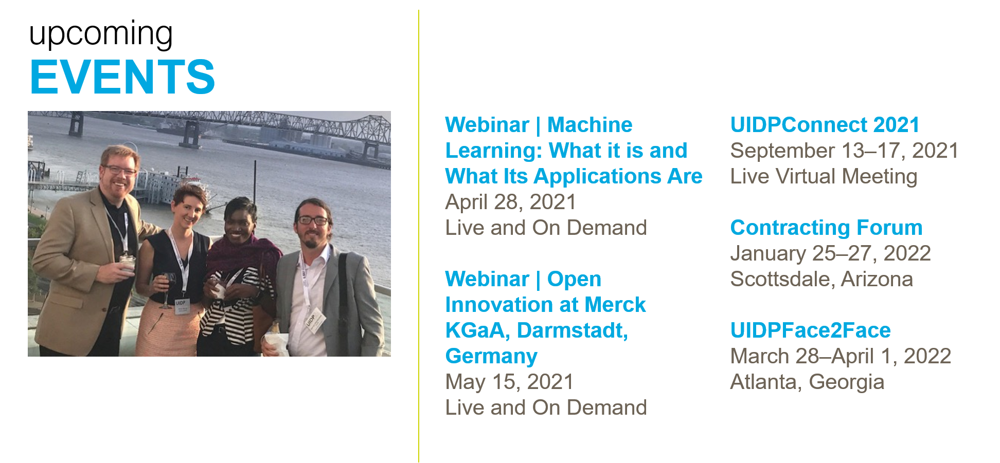 upcoming
EVENTS
UIDP
UIDP
Webinar | Machine
Learning: What it is and
What Its Applications Are
April 28, 2021
Live and On Demand
Webinar | Open
Innovation at Merck
KGaA, Darmstadt,
Germany
May 15, 2021
Live and On Demand
UIDPConnect 2021
September 13–17, 2021
Live Virtual Meeting
Contracting Forum
January 25–27, 2022
Scottsdale, Arizona
UIDPFace2Face
March 28–April 1, 2022
Atlanta, Georgia